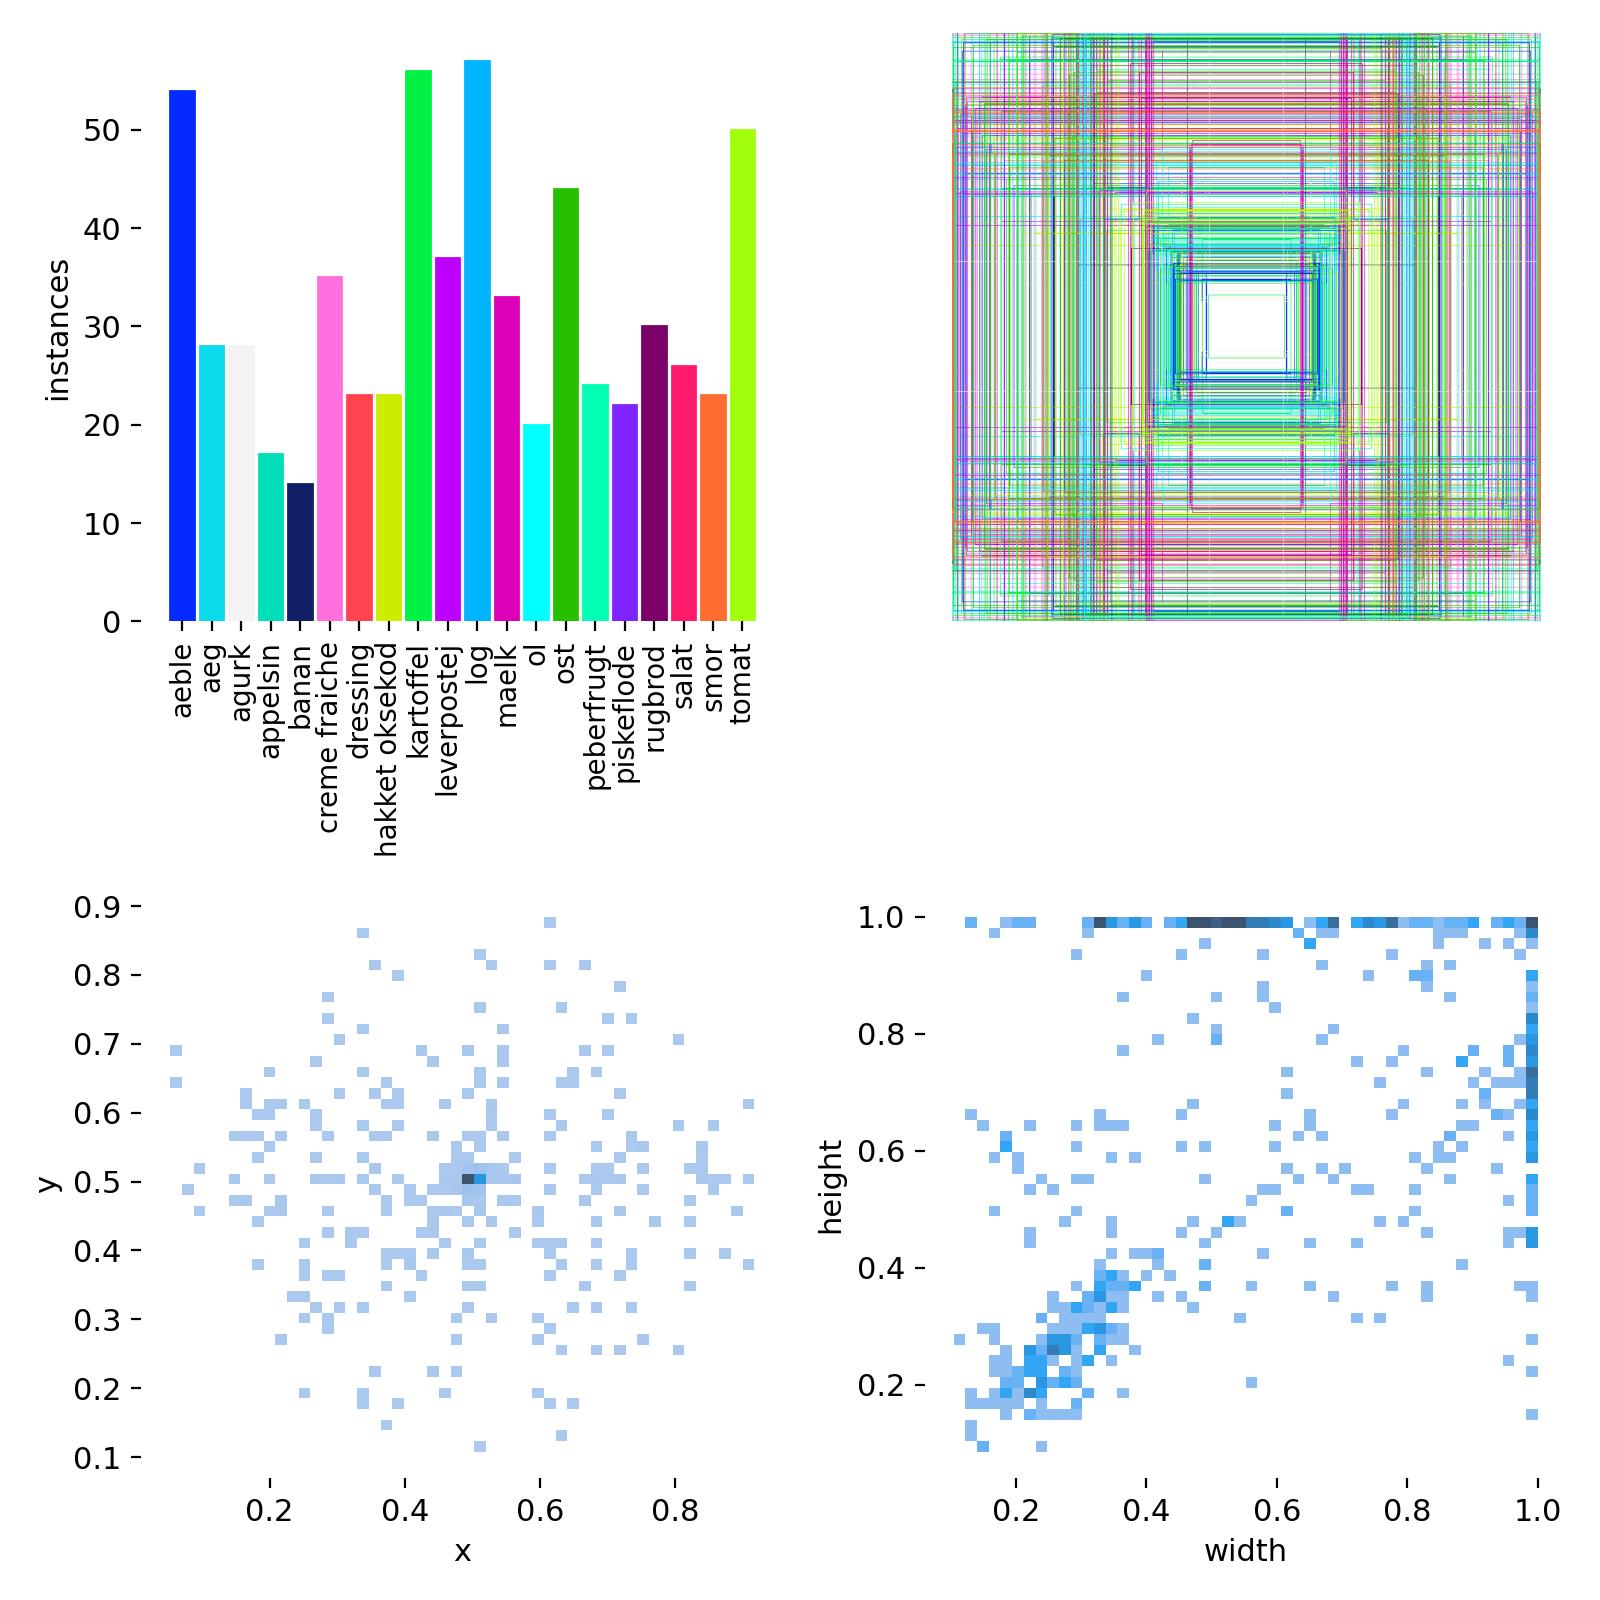 instances
50
40
30
20
10
0
aeble
aeg
agurk
appelsin
banan
creme fraiche
dressing
hakket oksekod
kartoffel
leverpostej
log
maelk
ol
ost
peberfrugt
piskeflode
rugbrod
salat
smor
tomat
y
0.9
0.8
0.7
0.6
0.5
0.4
0.3
0.2
0.1
0.2 0.4 0.6 0.8
x
height
1.0
0.8
0.6
0.4
0.2
0.2 0.4 0.6 0.8 1.0
width